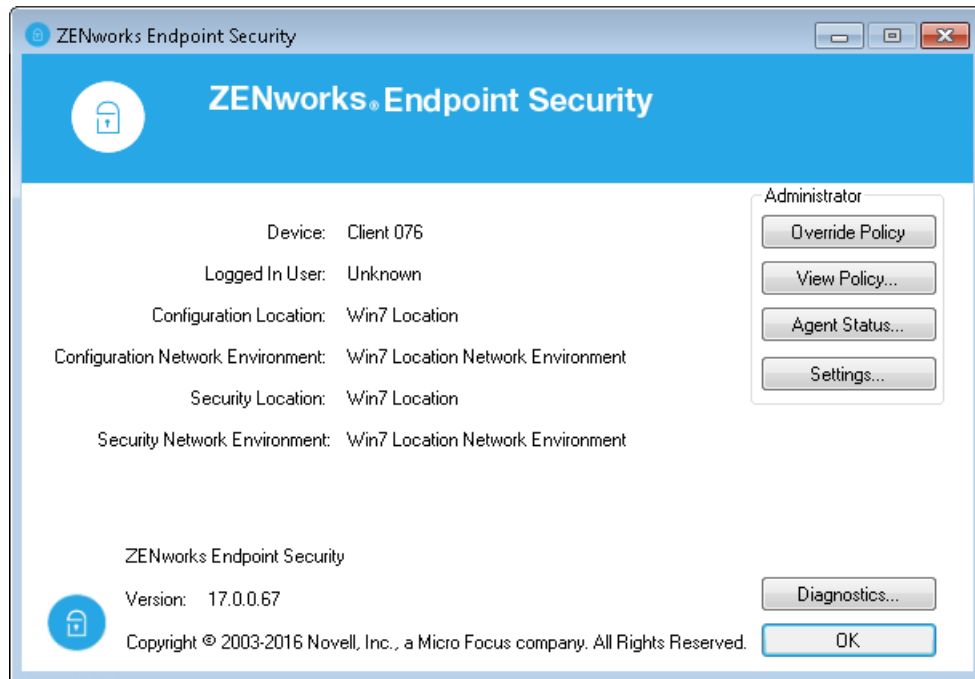 ZENworks Endpoint Security
ZENworks® Endpoint Security
Administrator
Device: Client 076
Override Policy
Logged In User: Unknown
View Policy...
Configuration Location: Win7 Location
Agent Status...
Configuration Network Environment: Win7 Location Network Environment
Settings...
Security Location: Win7 Location
Security Network Environment: Win7 Location Network Environment
ZENworks Endpoint Security
Version: 17.0.0.67
Diagnostics...
Copyright © 2003-2016 Novell, Inc., a Micro Focus company. All Rights Reserved.
OK